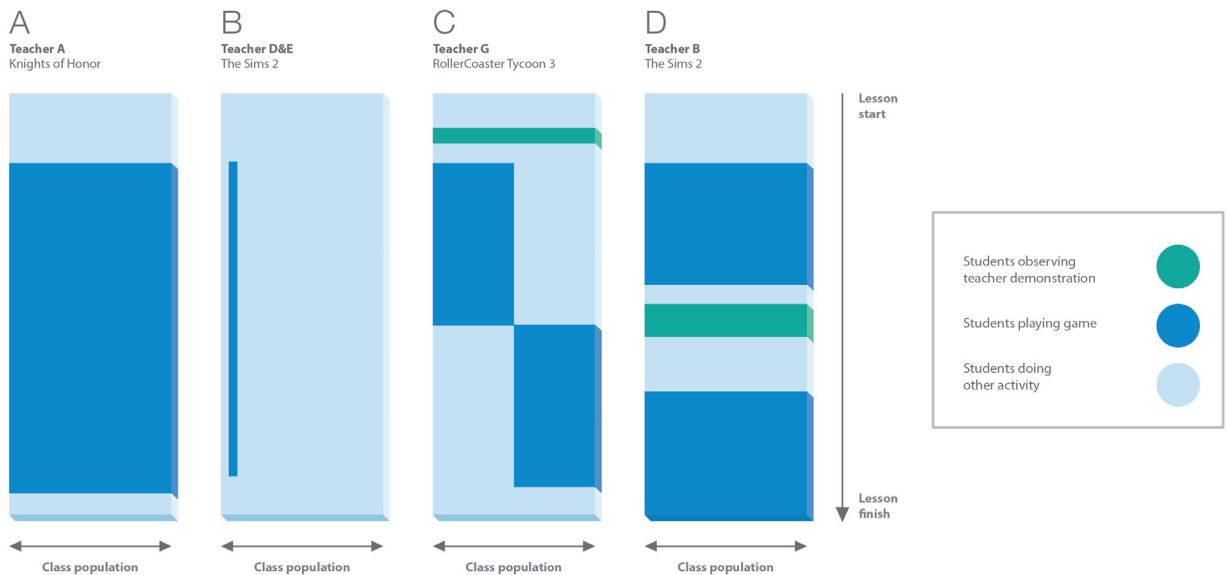 A
Teacher A
Knights of Honor
B
Teacher D&E
The Sims 2
C
Teacher G
RollerCoaster Tycoon 3
D
Teacher B
The Sims 2
Lesson
start
Students observing
teacher demonstration
Students playing game
Students doing
other activity
Lesson
finish
Class population
Class population
Class population
Class population